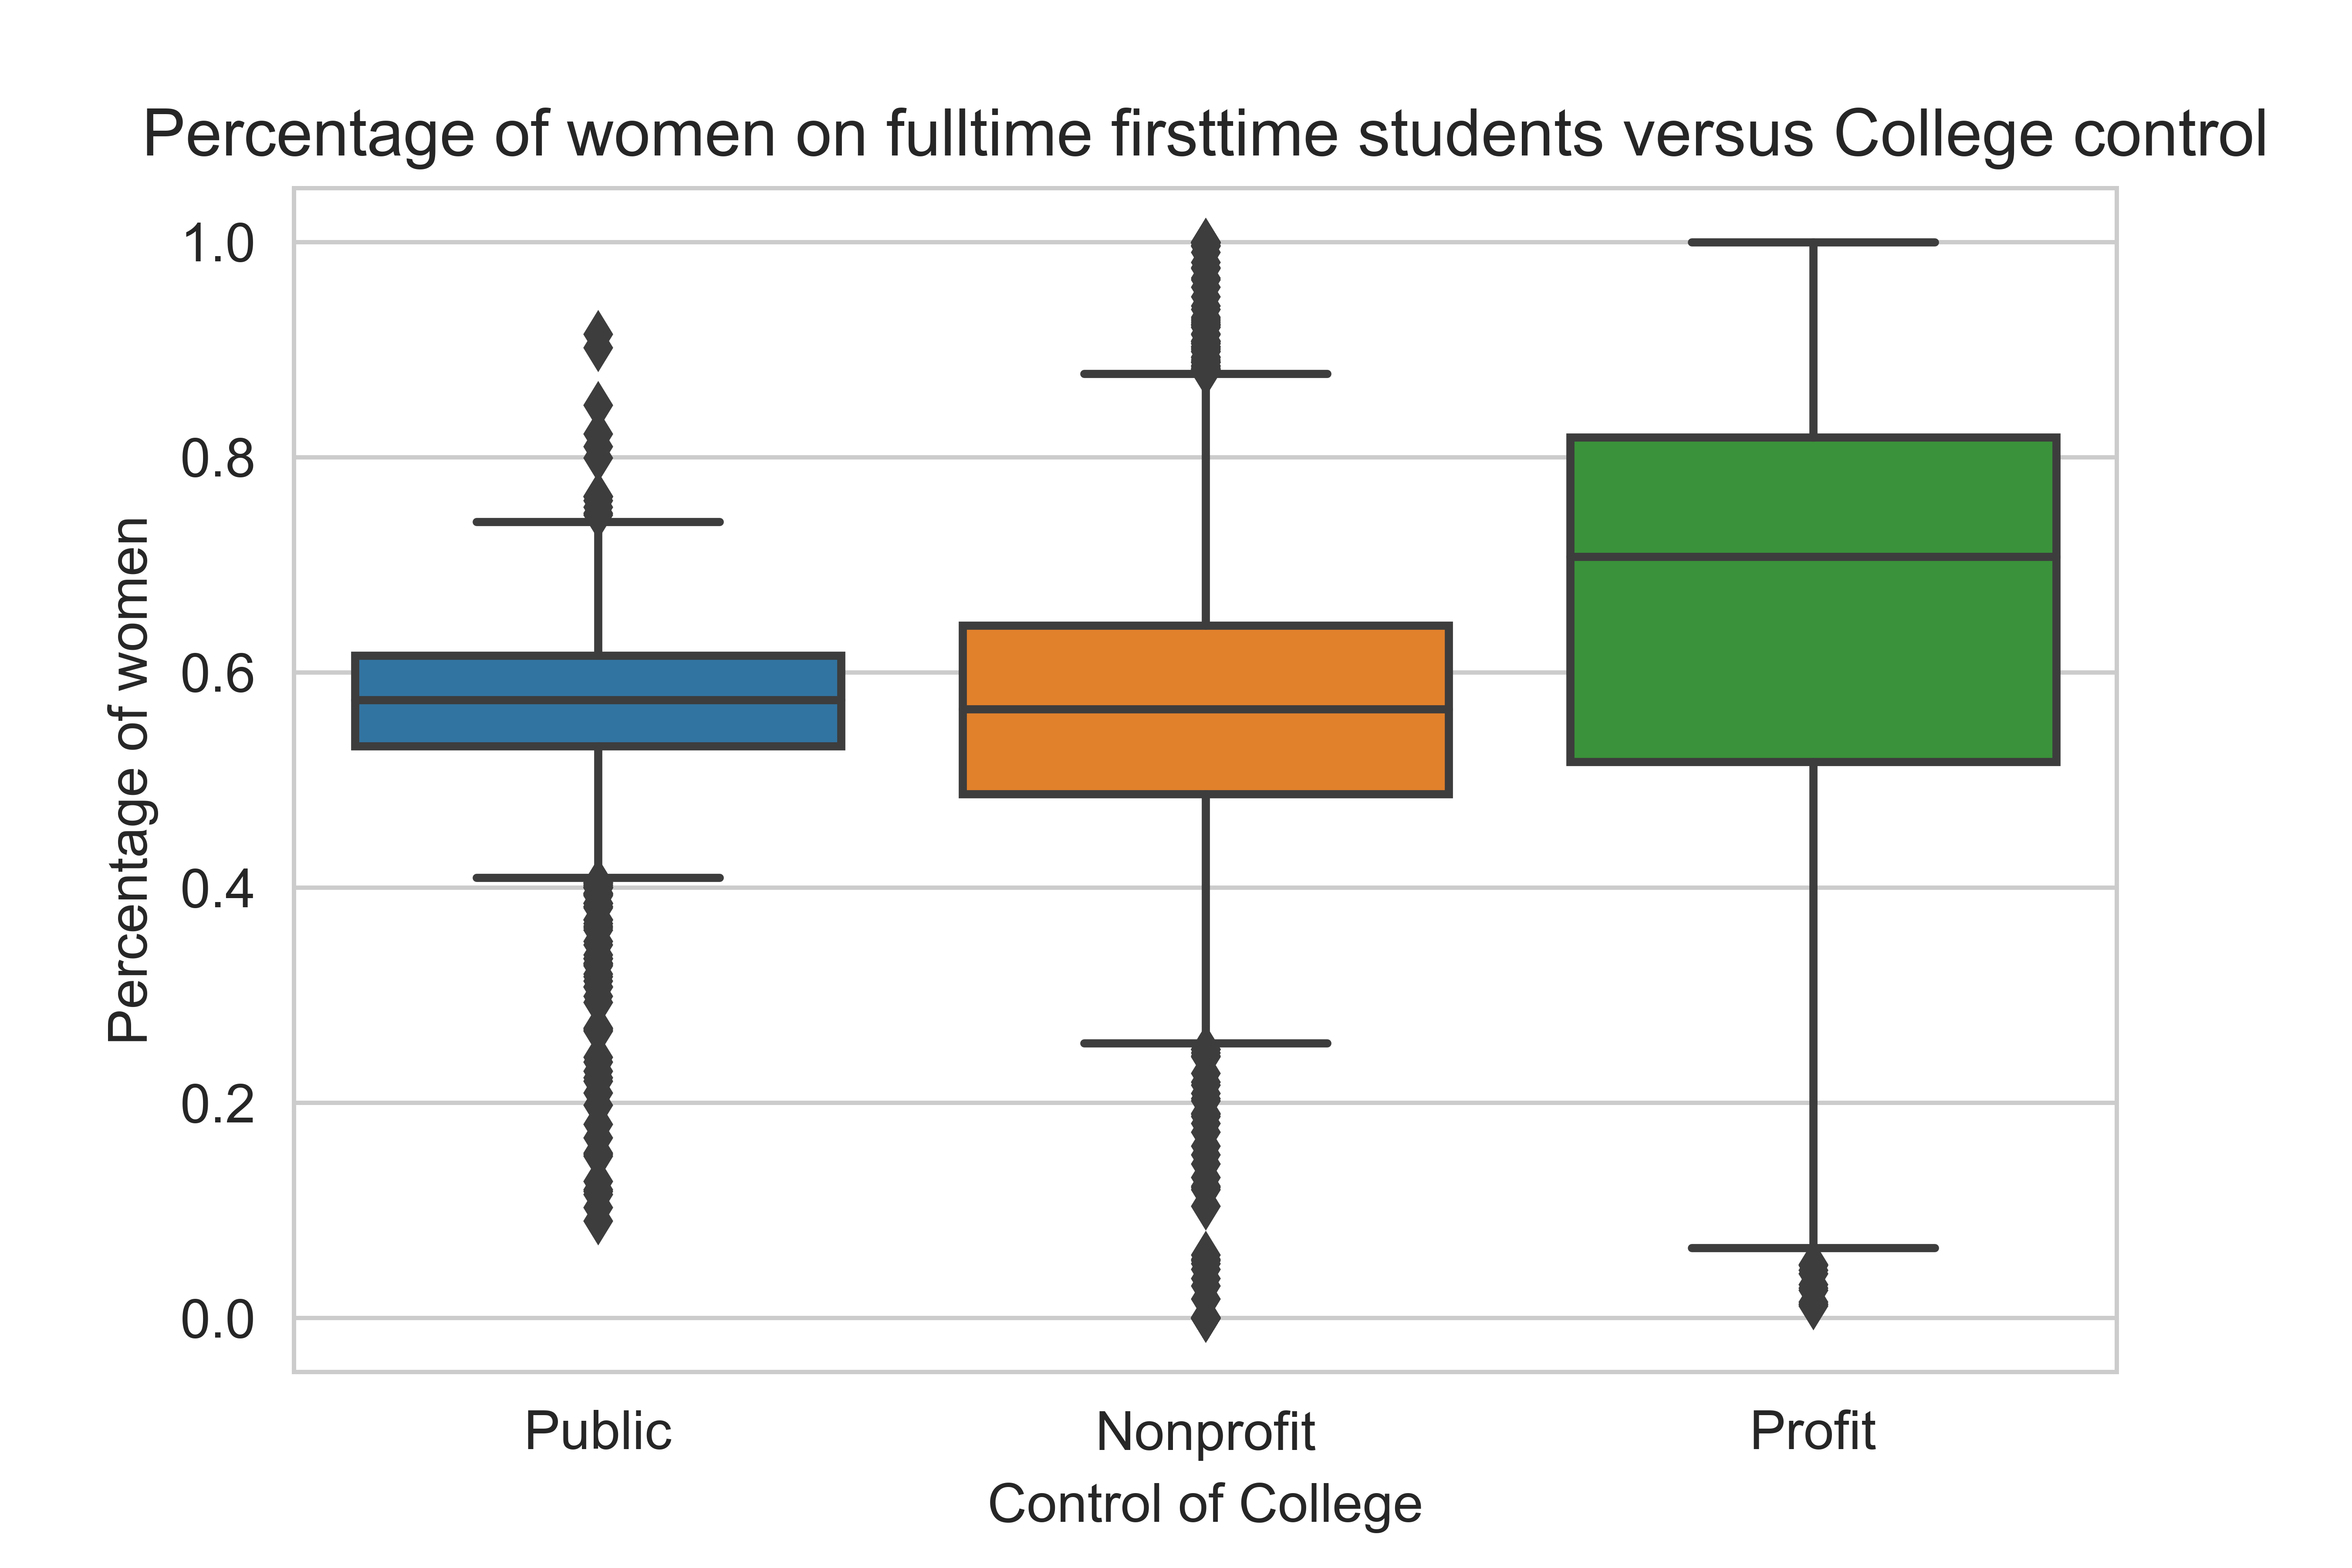 Percentage of women on fulltime firsttime students versus College control
Percentage of women
1.0
0.8
0.6
0.4
0.2
0.0
Public
Nonprofit
Profit
Control of College